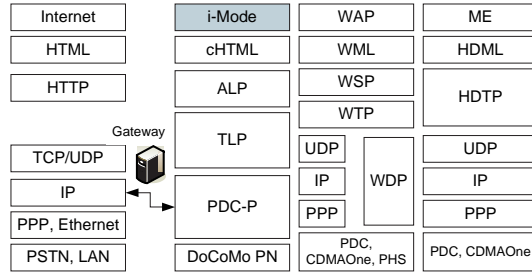 Internet
i-Mode
WAP
ME
HTML
cHTML
WML
HDML
HTTP
ALP
WSP
HDTP
WTP
Gateway
TLP
TCP/UDP
UDP
WDP
UDP
IP
PDC-P
IP
IP
PPP, Ethernet
PPP
PPP
PSTN, LAN
DoCoMo PN
PDC,
CDMAOne, PHS
PDC, CDMAOne